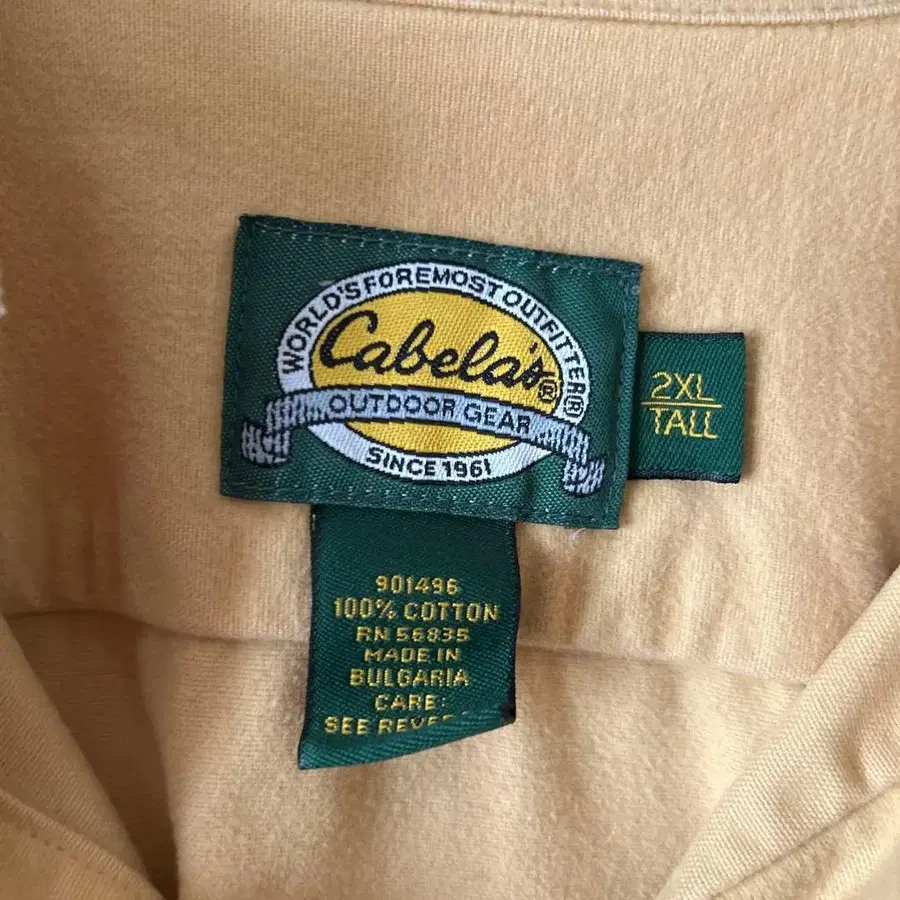 WORLD'S FOREMOST OUTFITTER®
Cabela's®
OUTDOOR GEAR
SINCE 1961
2XL
TALL
901496
100% COTTON
RN 56835
MADE IN
BULGARIA
CARE:
SEE